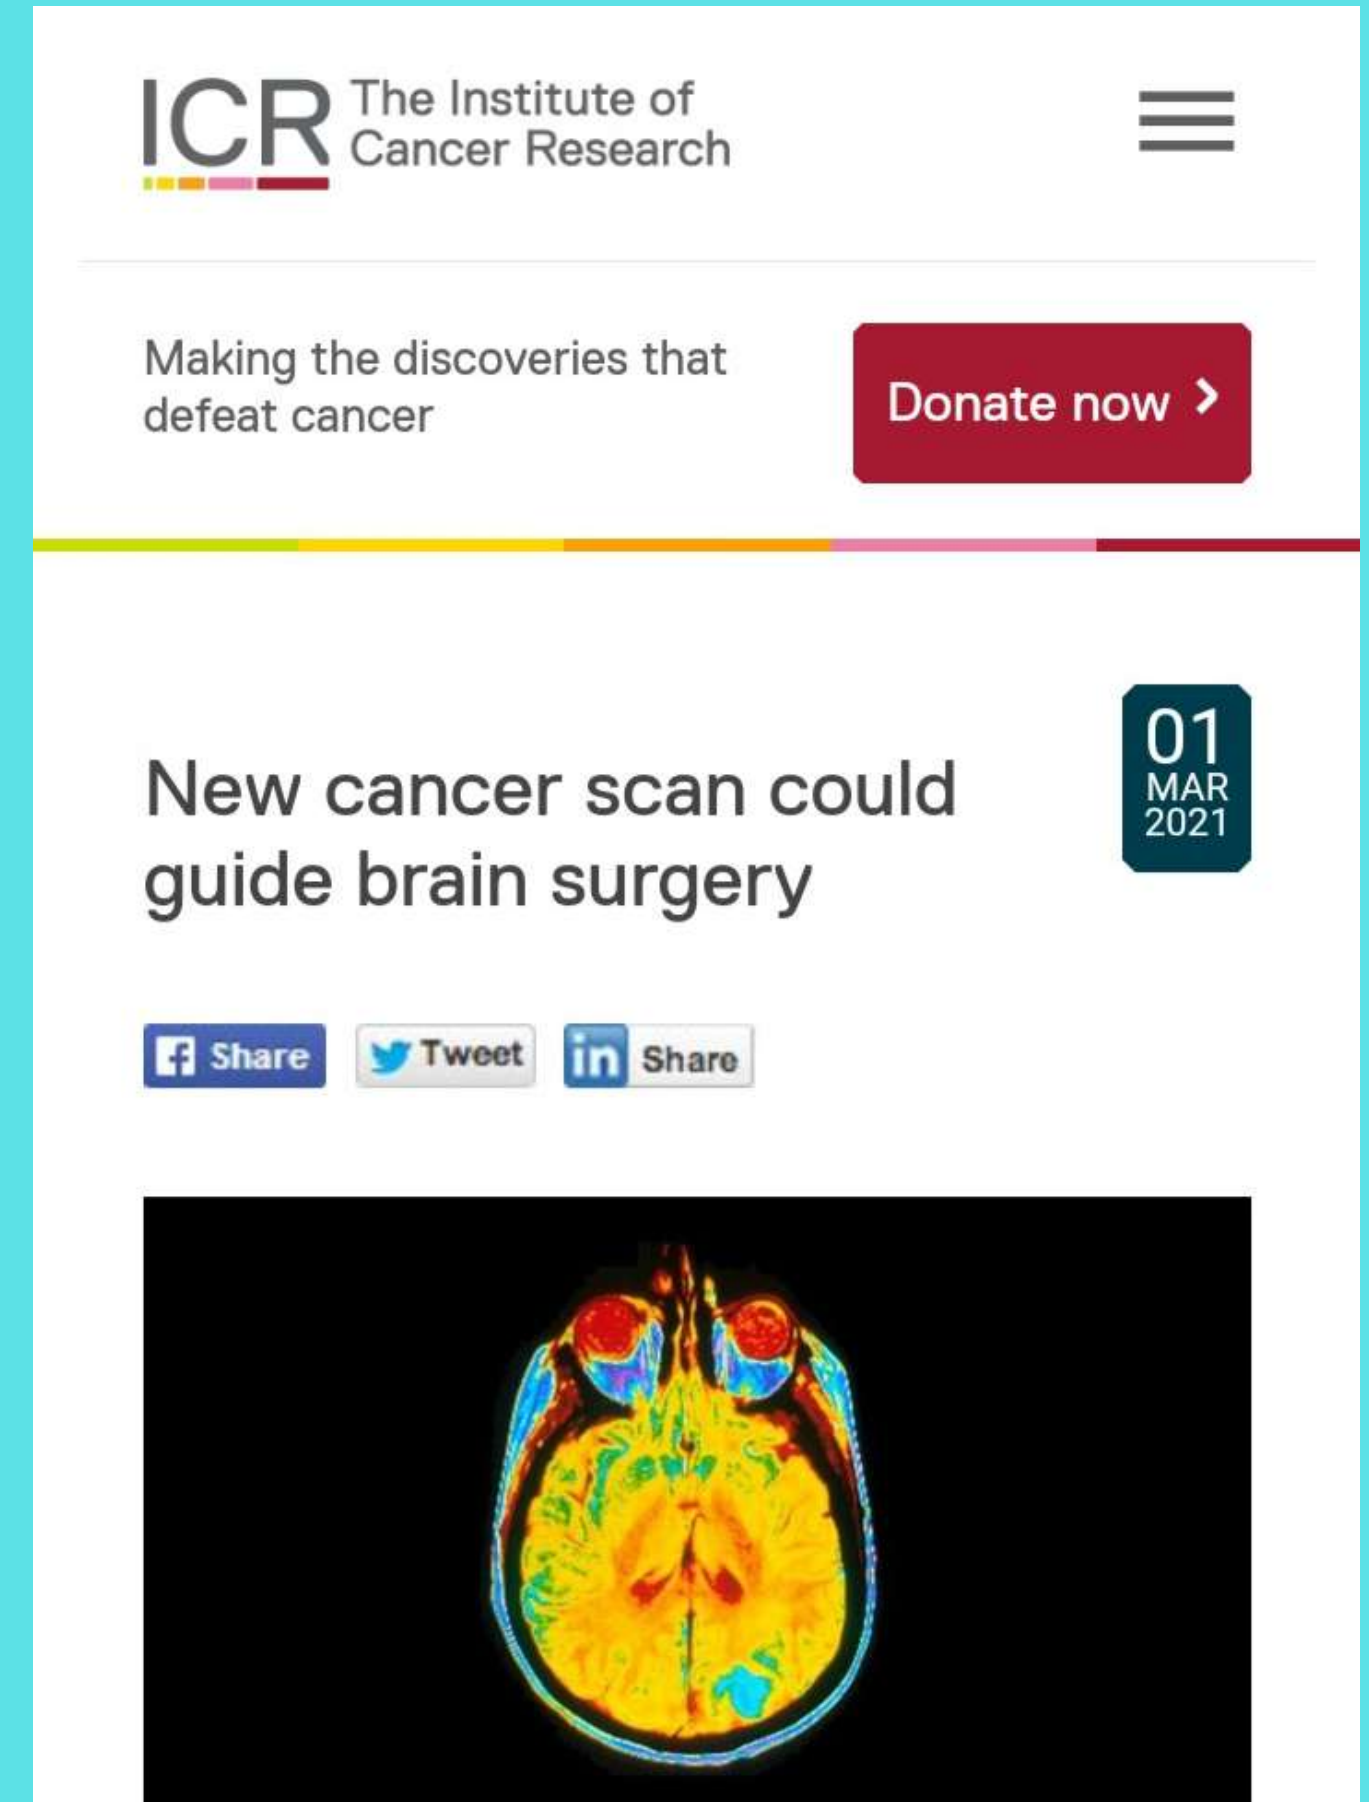 ICR The Institute of
Cancer Research
Making the discoveries that
defeat cancer
Donate now
New cancer scan could
guide brain surgery
01
MAR
2021
Share
Tweet
in Share